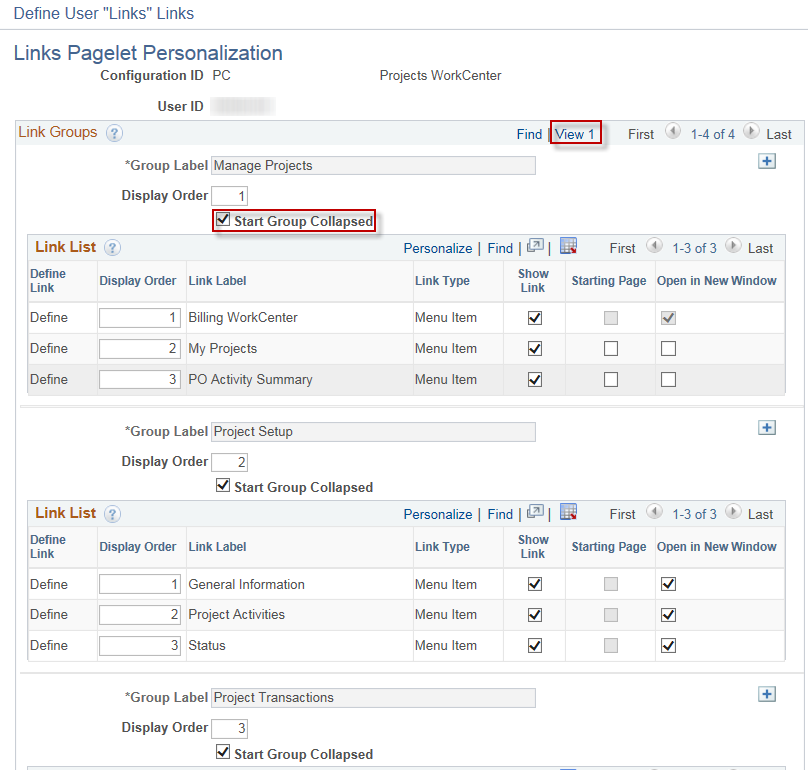 Define User "Links" Links
Links Pagelet Personalization
Configuration ID PC Projects WorkCenter
User ID
Link Groups ? Find | View 1 First 1-4 of 4 Last
*Group Label Manage Projects +
Display Order 1
Start Group Collapsed
Link List ? Personalize | Find | | First 1-3 of 3 Last
Define Link Display Order Link Label Link Type Show Link Starting Page Open in New Window
Define 1 Billing WorkCenter Menu Item
Define 2 My Projects Menu Item
Define 3 PO Activity Summary Menu Item
*Group Label Project Setup +
Display Order 2
Start Group Collapsed
Link List ? Personalize | Find | | First 1-3 of 3 Last
Define Link Display Order Link Label Link Type Show Link Starting Page Open in New Window
Define 1 General Information Menu Item
Define 2 Project Activities Menu Item
Define 3 Status Menu Item
*Group Label Project Transactions +
Display Order 3
Start Group Collapsed